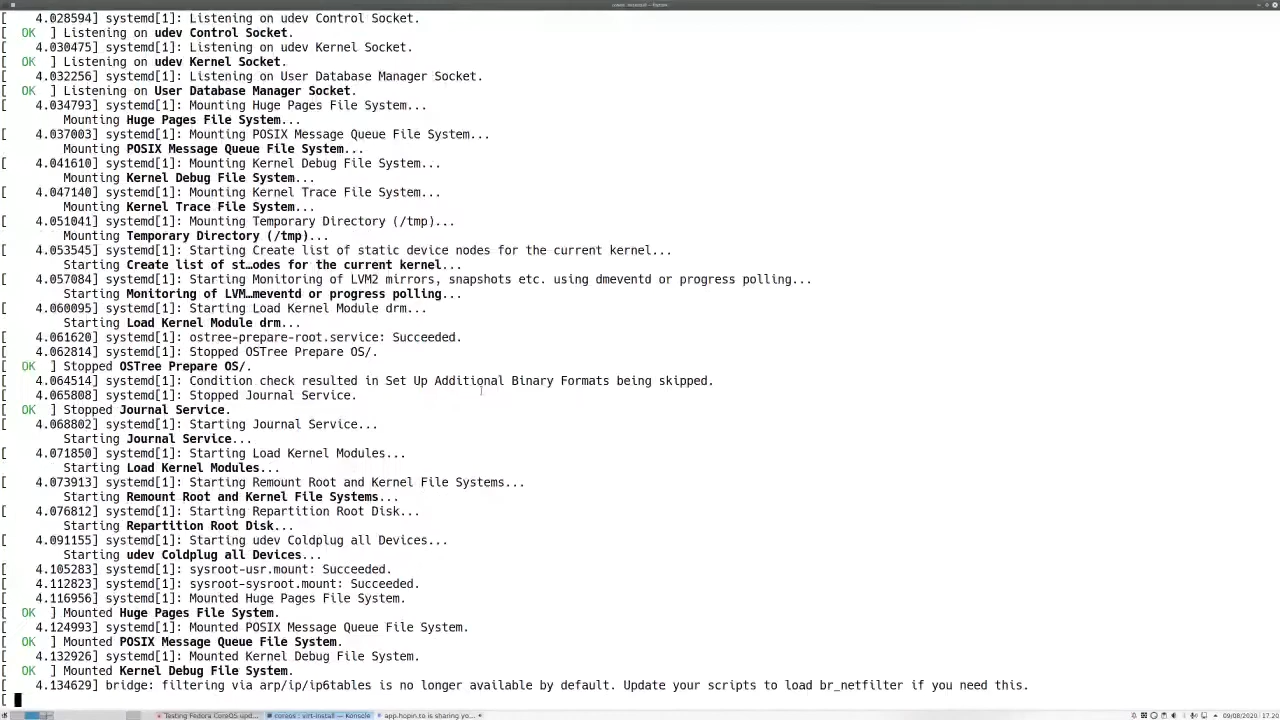 [    4.028594] systemd[1]: Listening on udev Control Socket.
[  OK  ] Listening on udev Control Socket.
[    4.030475] systemd[1]: Listening on udev Kernel Socket.
[  OK  ] Listening on udev Kernel Socket.
[    4.032256] systemd[1]: Listening on User Database Manager Socket.
[  OK  ] Listening on User Database Manager Socket.
[    4.034793] systemd[1]: Mounting Huge Pages File System...
         Mounting Huge Pages File System...
[    4.037003] systemd[1]: Mounting POSIX Message Queue File System...
         Mounting POSIX Message Queue File System...
[    4.041610] systemd[1]: Mounting Kernel Debug File System...
         Mounting Kernel Debug File System...
[    4.047140] systemd[1]: Mounting Kernel Trace File System...
         Mounting Kernel Trace File System...
[    4.051041] systemd[1]: Mounting Temporary Directory (/tmp)...
         Mounting Temporary Directory (/tmp)...
[    4.053545] systemd[1]: Starting Create list of static device nodes for the current kernel...
         Starting Create list of st…odes for the current kernel...
[    4.057084] systemd[1]: Starting Monitoring of LVM2 mirrors, snapshots etc. using dmeventd or progress polling...
         Starting Monitoring of LVM…meventd or progress polling...
[    4.060095] systemd[1]: Starting Load Kernel Module drm...
         Starting Load Kernel Module drm...
[    4.061620] systemd[1]: ostree-prepare-root.service: Succeeded.
[    4.062814] systemd[1]: Stopped OSTree Prepare OS/.
[  OK  ] Stopped OSTree Prepare OS/.
[    4.064514] systemd[1]: Condition check resulted in Set Up Additional Binary Formats being skipped.
[    4.065808] systemd[1]: Stopped Journal Service.
[  OK  ] Stopped Journal Service.
[    4.068802] systemd[1]: Starting Journal Service...
         Starting Journal Service...
[    4.071850] systemd[1]: Starting Load Kernel Modules...
         Starting Load Kernel Modules...
[    4.073913] systemd[1]: Starting Remount Root and Kernel File Systems...
         Starting Remount Root and Kernel File Systems...
[    4.076812] systemd[1]: Starting Repartition Root Disk...
         Starting Repartition Root Disk...
[    4.091155] systemd[1]: Starting udev Coldplug all Devices...
         Starting udev Coldplug all Devices...
[    4.105283] systemd[1]: sysroot-usr.mount: Succeeded.
[    4.112823] systemd[1]: sysroot-sysroot.mount: Succeeded.
[    4.116956] systemd[1]: Mounted Huge Pages File System.
[  OK  ] Mounted Huge Pages File System.
[    4.124993] systemd[1]: Mounted POSIX Message Queue File System.
[  OK  ] Mounted POSIX Message Queue File System.
[    4.132926] systemd[1]: Mounted Kernel Debug File System.
[  OK  ] Mounted Kernel Debug File System.
[    4.134629] bridge: filtering via arp/ip/ip6tables is no longer available by default. Update your scripts to load br_netfilter if you need this.
[
Testing Fedora CoreOS upd... coreos : virt-install — Konsole app.hopin.to is sharing yo... 09/08/2020 - 17:20